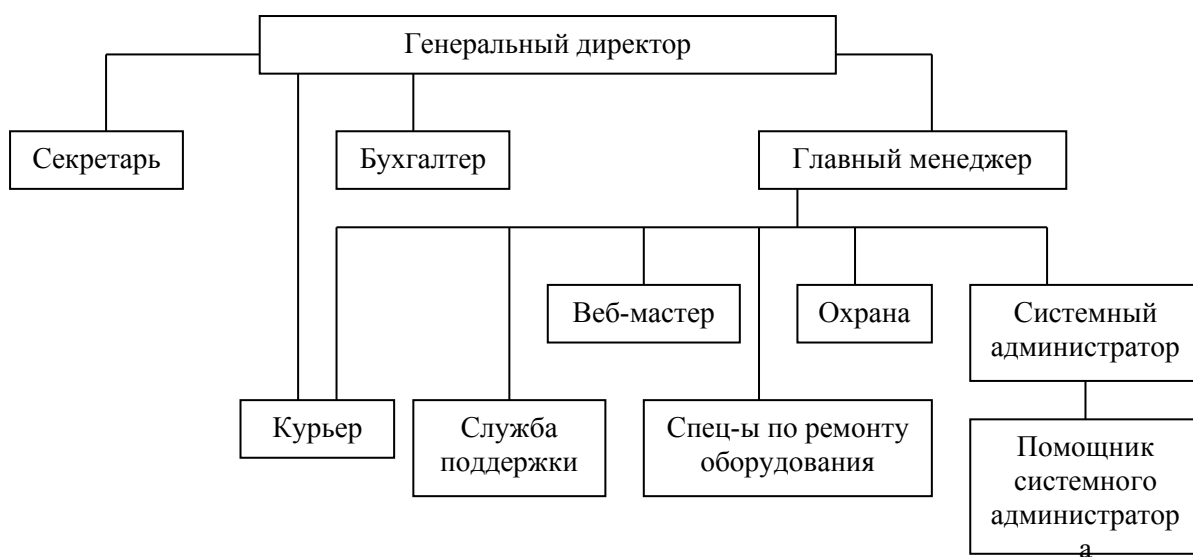 Генеральный директор
Секретарь
Бухгалтер
Главный менеджер
Веб-мастер
Охрана
Системный
администратор
Курьер
Служба
поддержки
Спец-ы по ремонту
оборудования
Помощник
системного
администратор
а